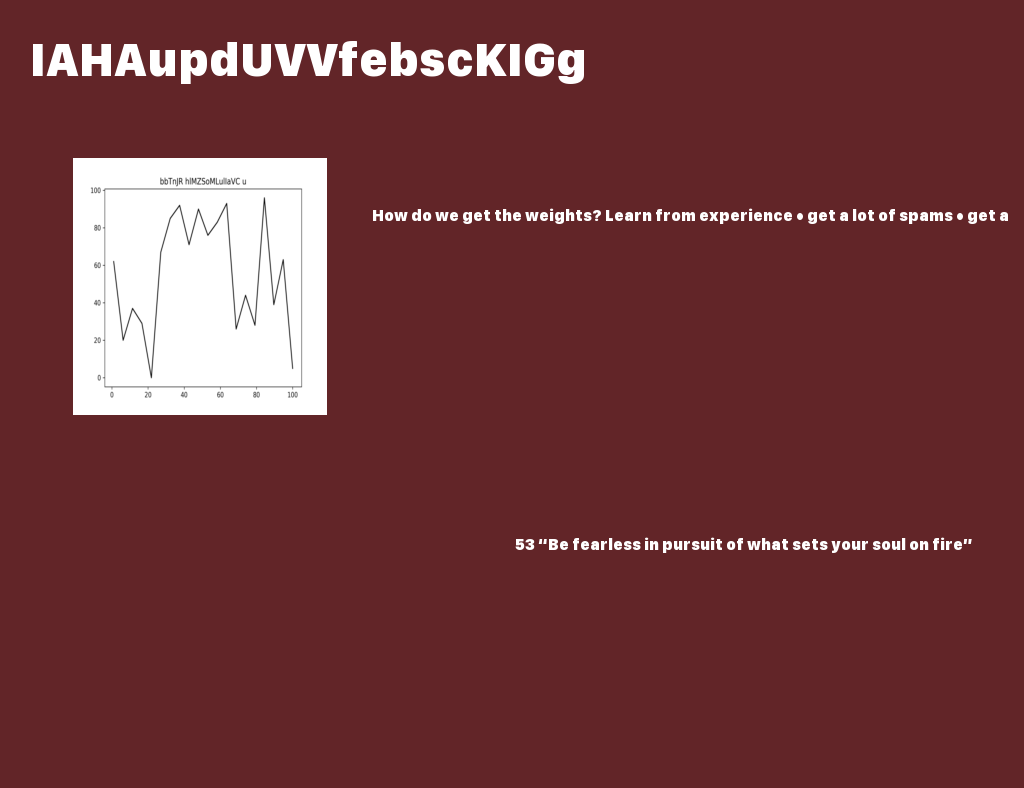 IAHAupdUVVfebscKIGg
How do we get the weights? Learn from experience • get a lot of spams • get a
100
80
60
40
20
0
0 20 40 60 80 100
53 “Be fearless in pursuit of what sets your soul on fire”